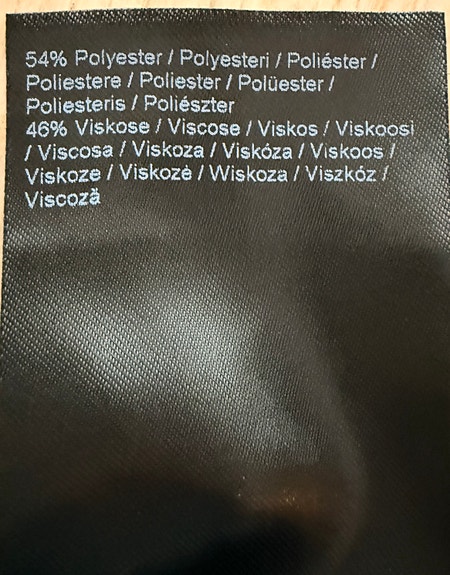 54% Polyester / Polyesteri / Poliéster /
Poliestere / Poliester / Polüester /
Poliesteris / Poliészter
46% Viskose / Viscose / Viskos / Viskoosi
/ Viscosa / Viskoza / Viskóza / Viskoos /
Viskoze / Viskozė / Wiskoza / Viszkóz /
Viscoză